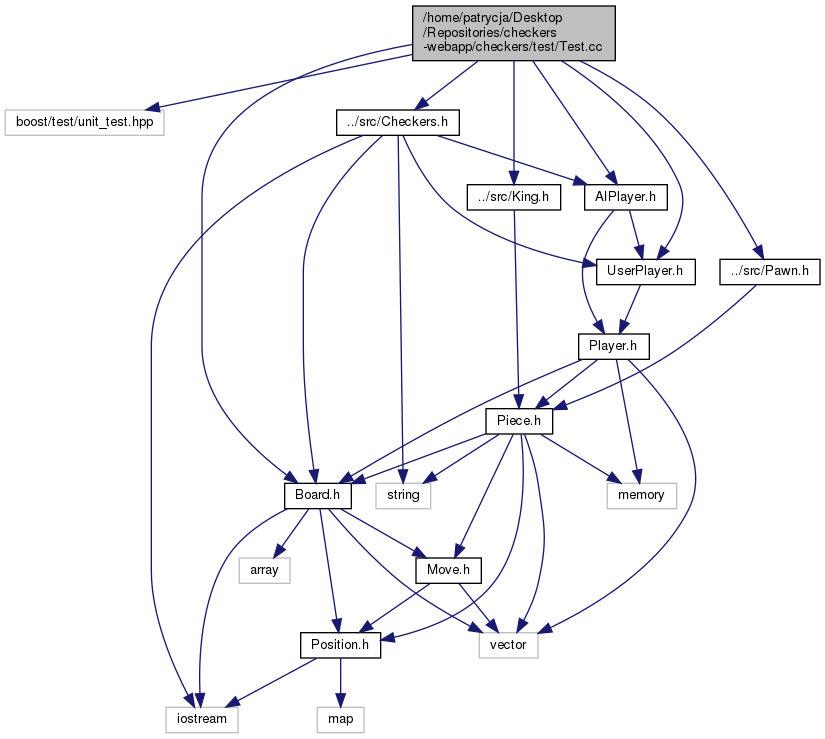 /home/patrycja/Desktop
/Repositories/checkers
-webapp/checkers/test/Test.cc
boost/test/unit_test.hpp
../src/Checkers.h
../src/King.h
AIPlayer.h
UserPlayer.h
../src/Pawn.h
Player.h
Piece.h
Board.h
string
memory
array
Move.h
Position.h
vector
iostream
map